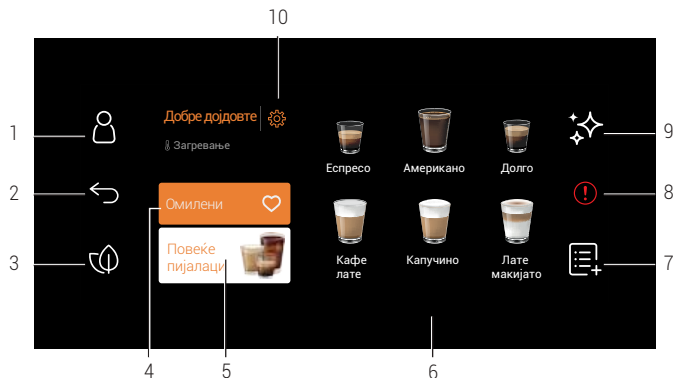 10
Добре дојдовте
Загревање
Еспресо
Американо
Долго
Омилени
Повеќе
пијалаци
Кафе
лате
Капучино
Лате
макијато
1
2
3
4
5
6
7
8
9